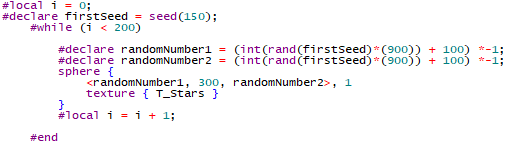 #local i = 0;
#declare firstSeed = seed(150);
#while (i < 200)
#declare randomNumber1 = (int(rand(firstSeed)*(900)) + 100) *-1;
#declare randomNumber2 = (int(rand(firstSeed)*(900)) + 100) *-1;
sphere {
<randomNumber1, 300, randomNumber2>, 1
texture { T_Stars }
}
#local i = i + 1;
#end